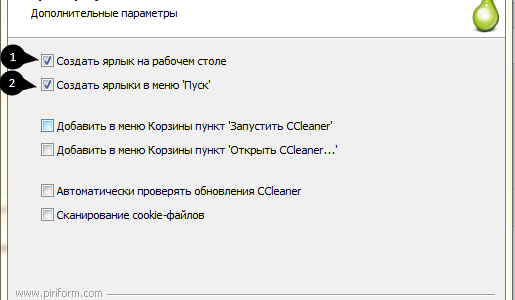 Дополнительные параметры
1 Создать ярлык на рабочем столе
2 Создать ярлыки в меню 'Пуск'
Добавить в меню Корзины пункт 'Запустить CCleaner'
Добавить в меню Корзины пункт 'Открыть CCleaner...'
Автоматически проверять обновления CCleaner
Сканирование cookie-файлов
www.piriform.com